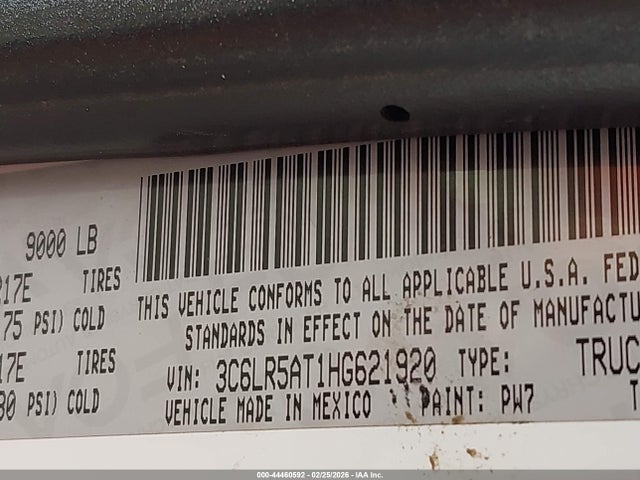 9000 LB
217E TIRES
75 PSI) COLD
17E TIRES
80 PSI) COLD
THIS VEHICLE CONFORMS TO ALL APPLICABLE U.S.A. FED
STANDARDS IN EFFECT ON THE DATE OF MANUFACTU
VIN: 3C6LR5AT1HG621920 TYPE: TRUC
VEHICLE MADE IN MEXICO PAINT: PW7 T
000-44460592 - 02/25/2026 - IAA Inc.